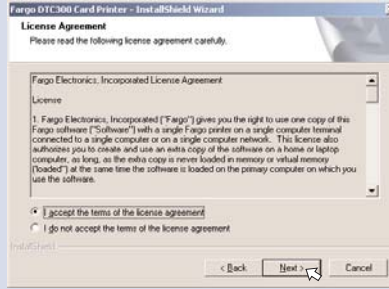 Fargo DTC300 Card Printer - InstallShield Wizard
License Agreement
Please read the following license agreement carefully.
Fargo Electronics, Incorporated License Agreement
License
1. Fargo Electronics, Incorporated ("Fargo") gives you the right to use one copy of this
Fargo software ("Software") with a single Fargo printer on a single computer terminal
connected to a single computer or on a single computer network. This license also
authorizes you to create and use an extra copy of the software on a home or laptop
computer, as long, as the extra copy is never loaded in memory or virtual memory
("loaded") at the same time the software is loaded on the primary computer on which you
use the software.
I accept the terms of the license agreement
I do not accept the terms of the license agreement
InstallShield
< Back Next > Cancel